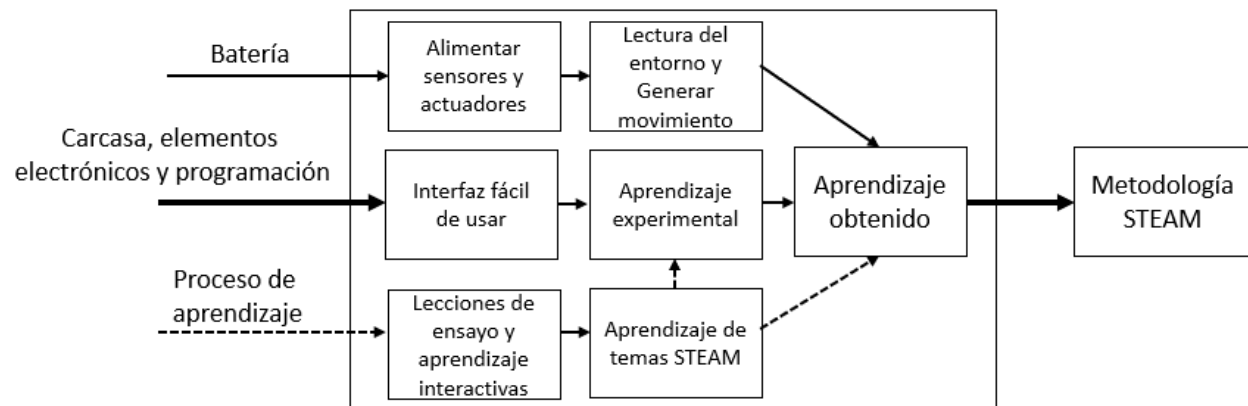 Batería
Alimentar
sensores y
actuadores
Lectura del
entorno y
Generar
movimiento
Carcasa, elementos
electrónicos y programación
Interfaz fácil
de usar
Aprendizaje
experimental
Aprendizaje
obtenido
Metodología
STEAM
Proceso de
aprendizaje
Lecciones de
ensayo y
aprendizaje
interactivas
Aprendizaje de
temas STEAM